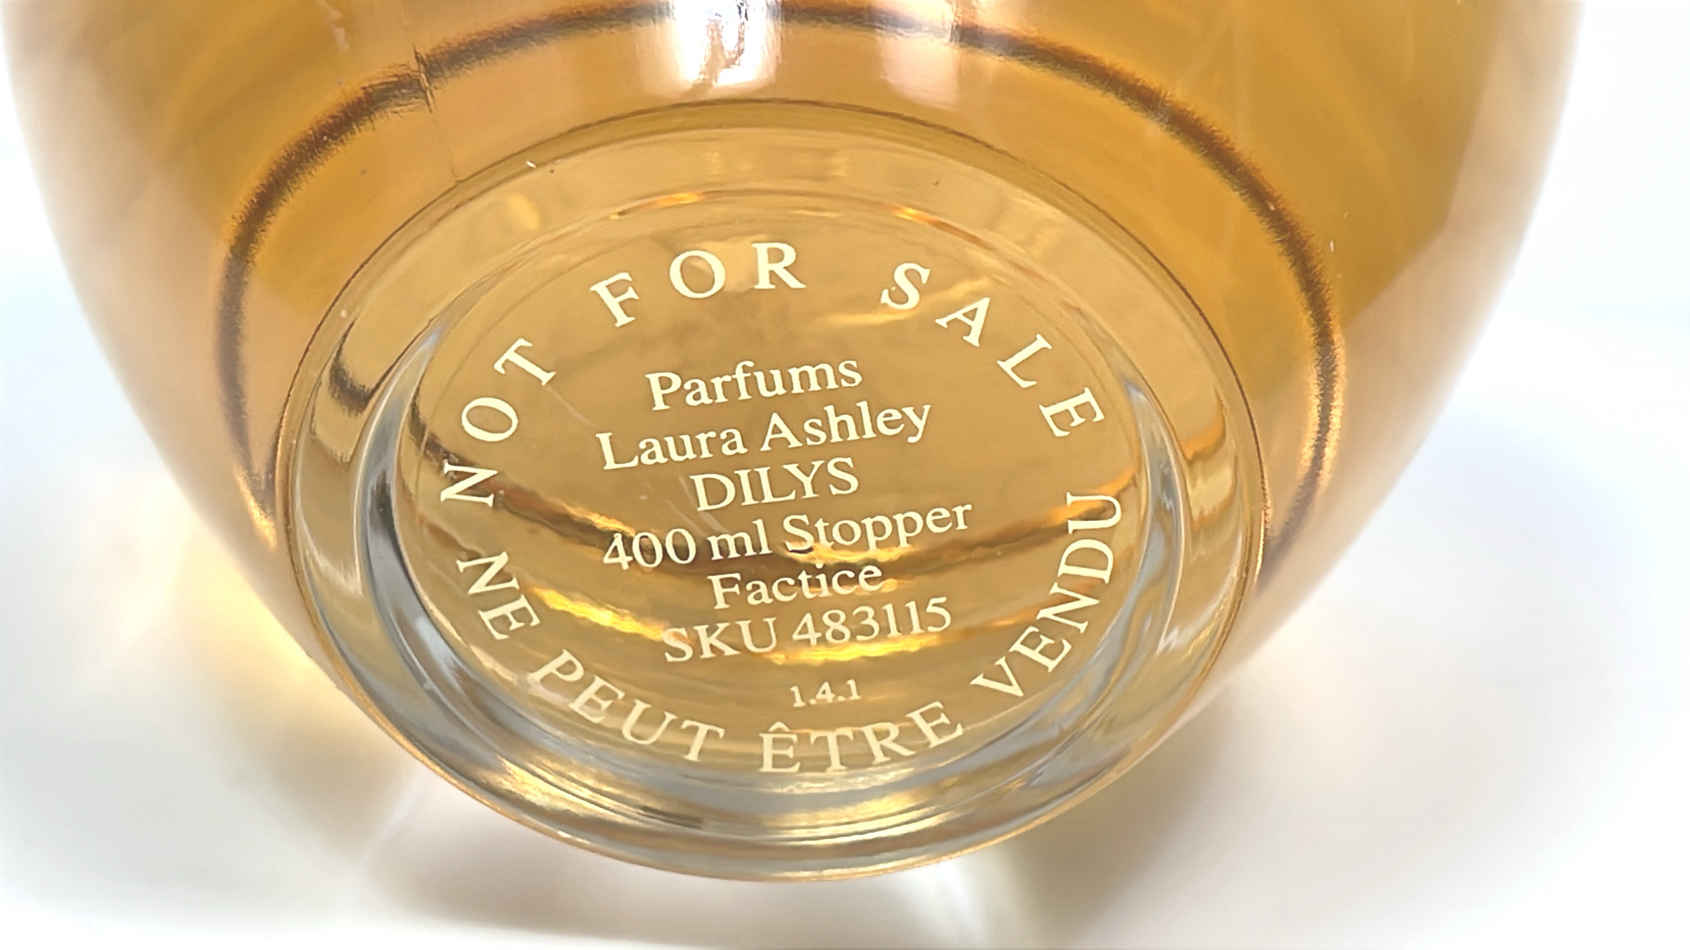 NOT FOR SALE
Parfums
Laura Ashley
DILYS
400 ml Stopper
Factice
SKU 483115
1.4.1
NE PEUT ÊTRE VENDU